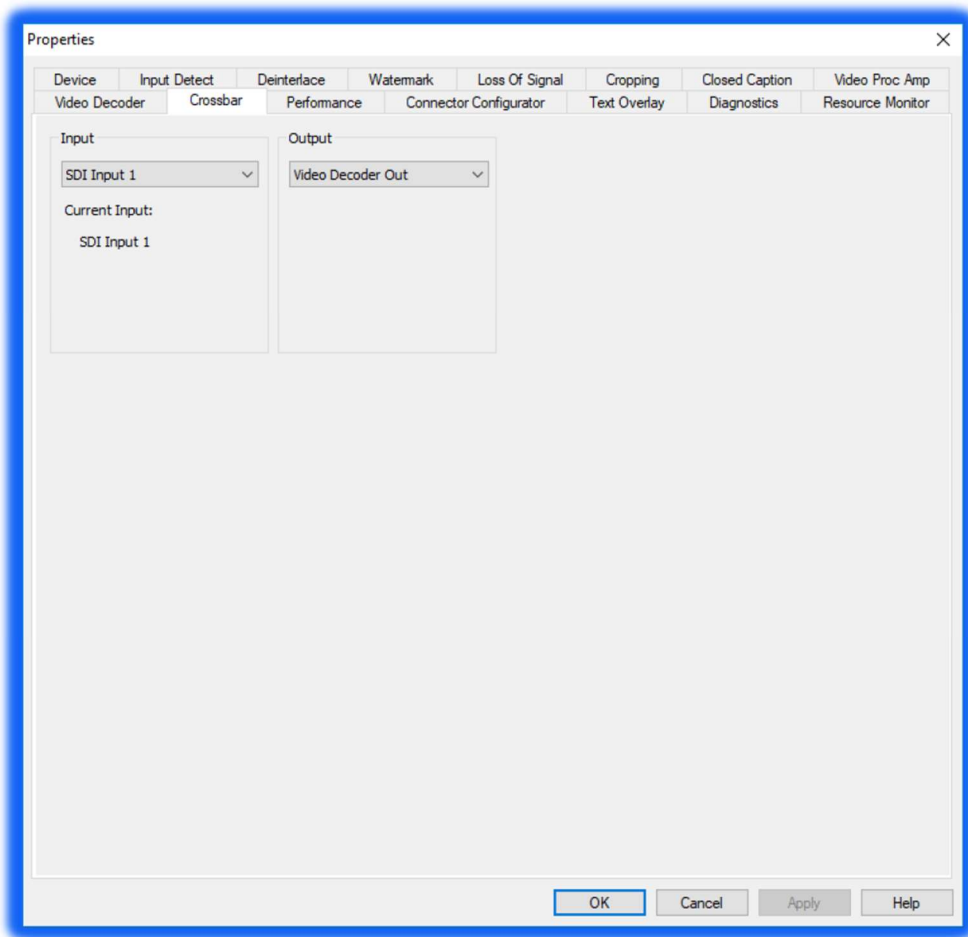 Properties
Device Input Detect Deinterlace Watermark Loss Of Signal Cropping Closed Caption Video Proc Amp
Video Decoder Crossbar Performance Connector Configurator Text Overlay Diagnostics Resource Monitor
Input Output
SDI Input 1 Video Decoder Out
Current Input:
SDI Input 1
OK Cancel Apply Help